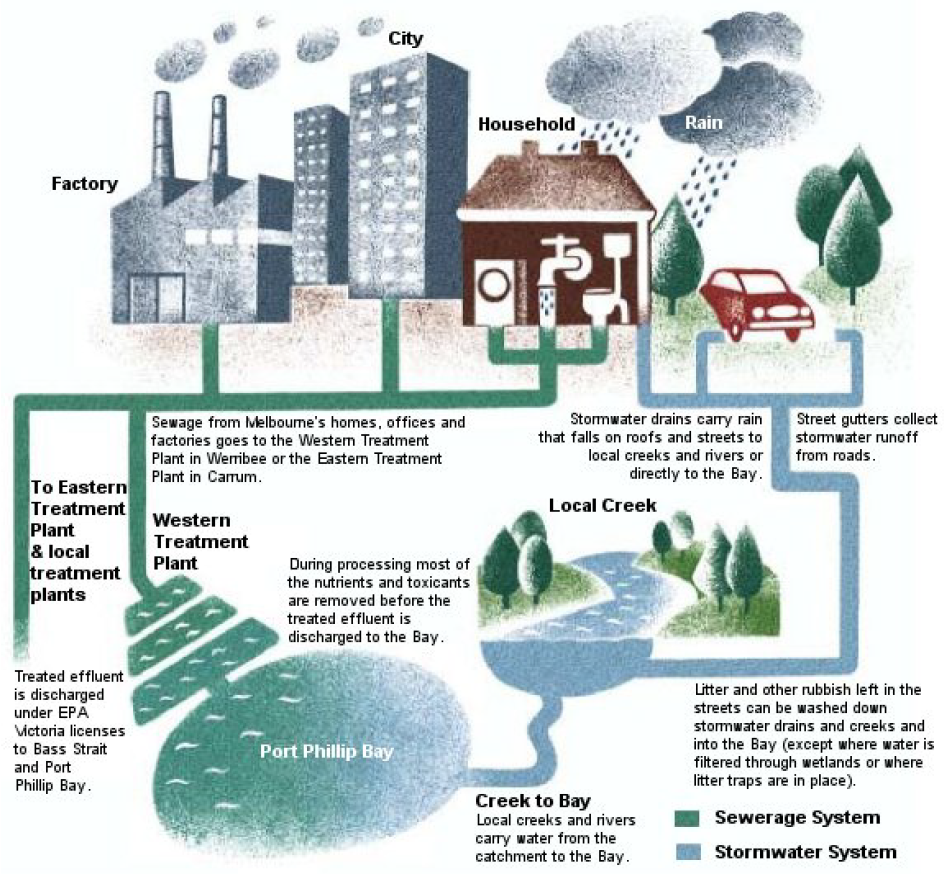 City
Household
Rain
Factory
Sewage from Melbourne's homes, offices and
factories goes to the Western Treatment
Plant in Werribee or the Eastern Treatment
Plant in Carrum.
Stormwater drains carry rain
that falls on roofs and streets to
local creeks and rivers or
directly to the Bay.
Street gutters collect
stormwater runoff
from roads.
To Eastern
Treatment
Plant
& local
treatment
plants
Western
Treatment
Plant
Local Creek
During processing most of
the nutrients and toxicants
are removed before the
treated effluent is
discharged to the Bay.
Treated effluent
is discharged
under EPA
Victoria licenses
to Bass Strait
and Port
Phillip Bay.
Port Phillip Bay
Litter and other rubbish left in the
streets can be washed down
stormwater drains and creeks and
into the Bay (except where water is
filtered through wetlands or where
litter traps are in place).
Creek to Bay
Local creeks and rivers
carry water from the
catchment to the Bay.
Sewerage System
Stormwater System